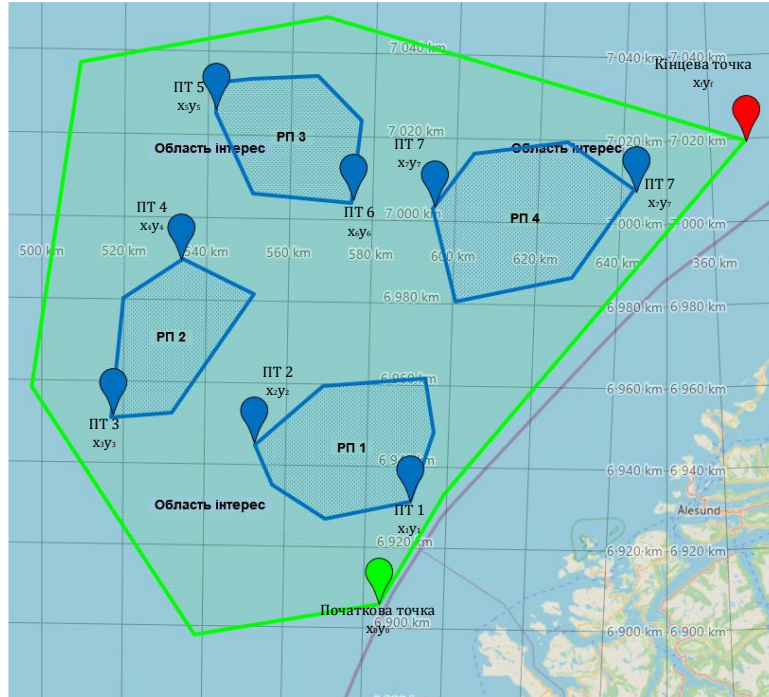 7 040 km
7 040 km
7 040 km
Кінцева точка
xfyf
ПТ 5
x₅y₅
7 020 km
7 020 km
7 020 km
РП 3
Область інтерес
ПТ 7
x₇y₇
Область інтерес
ПТ 7
x₇y₇
ПТ 4
x₄y₄
ПТ 6
x₆y₆
7 000 km
7 000 km
РП 4
500 km
520 km
540 km
560 km
580 km
600 km
620 km
640 km
360 km
6 980 km
6 980 km
6 980 km
РП 2
6 960 km
6 960 km
6 960 km
ПТ 2
x₂y₂
ПТ 3
x₃y₃
РП 1
6 940 km
6 940 km
6 940 km
Область інтерес
ПТ 1
x₁y₁
Ålesund
6 920 km
6 920 km
6 920 km
Початкова точка
x₀y₀
6 900 km
6 900 km
6 900 km